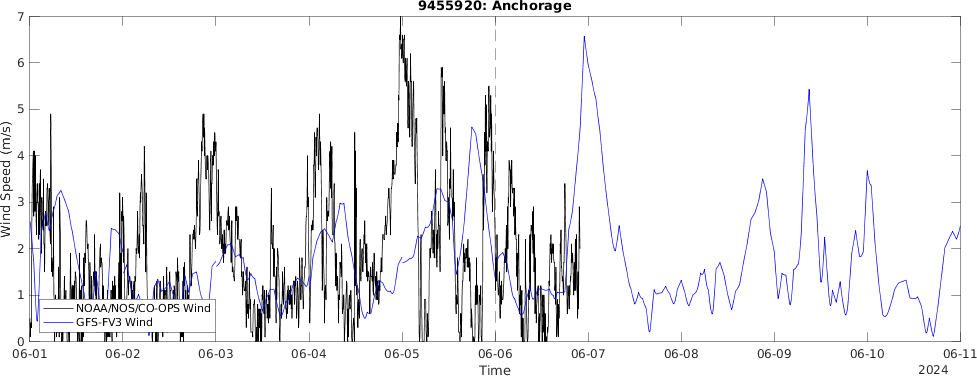 9455920: Anchorage
7
6
5
4
3
2
1
0
Wind Speed (m/s)
NOAA/NOS/CO-OPS Wind
GFS-FV3 Wind
06-01 06-02 06-03 06-04 06-05 06-06 06-07 06-08 06-09 06-10 06-11
Time
2024